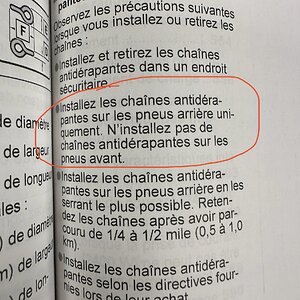 Observez les précautions suivantes
lorsque vous installez ou retirez les
chaînes :
●Installez et retirez les chaînes
antidérapantes dans un endroit
sécuritaire.
●Installez les chaînes antidéra-
pantes sur les pneus arrière uni-
quement. N'installez pas de
chaînes antidérapantes sur les
pneus avant.
●Installez les chaînes antidéra-
pantes sur les pneus arrière en les
serrant le plus possible. Reten-
dez les chaînes après avoir par-
couru de 1/4 à 1/2 mile (0,5 à 1,0
km).
●Installez les chaînes antidéra-
pantes selon les directives four-
nies lors de leur achat.
F
de diamètre
de largeur
de longueur
ales :
) de diamètre
m) de largeur
) de longueur